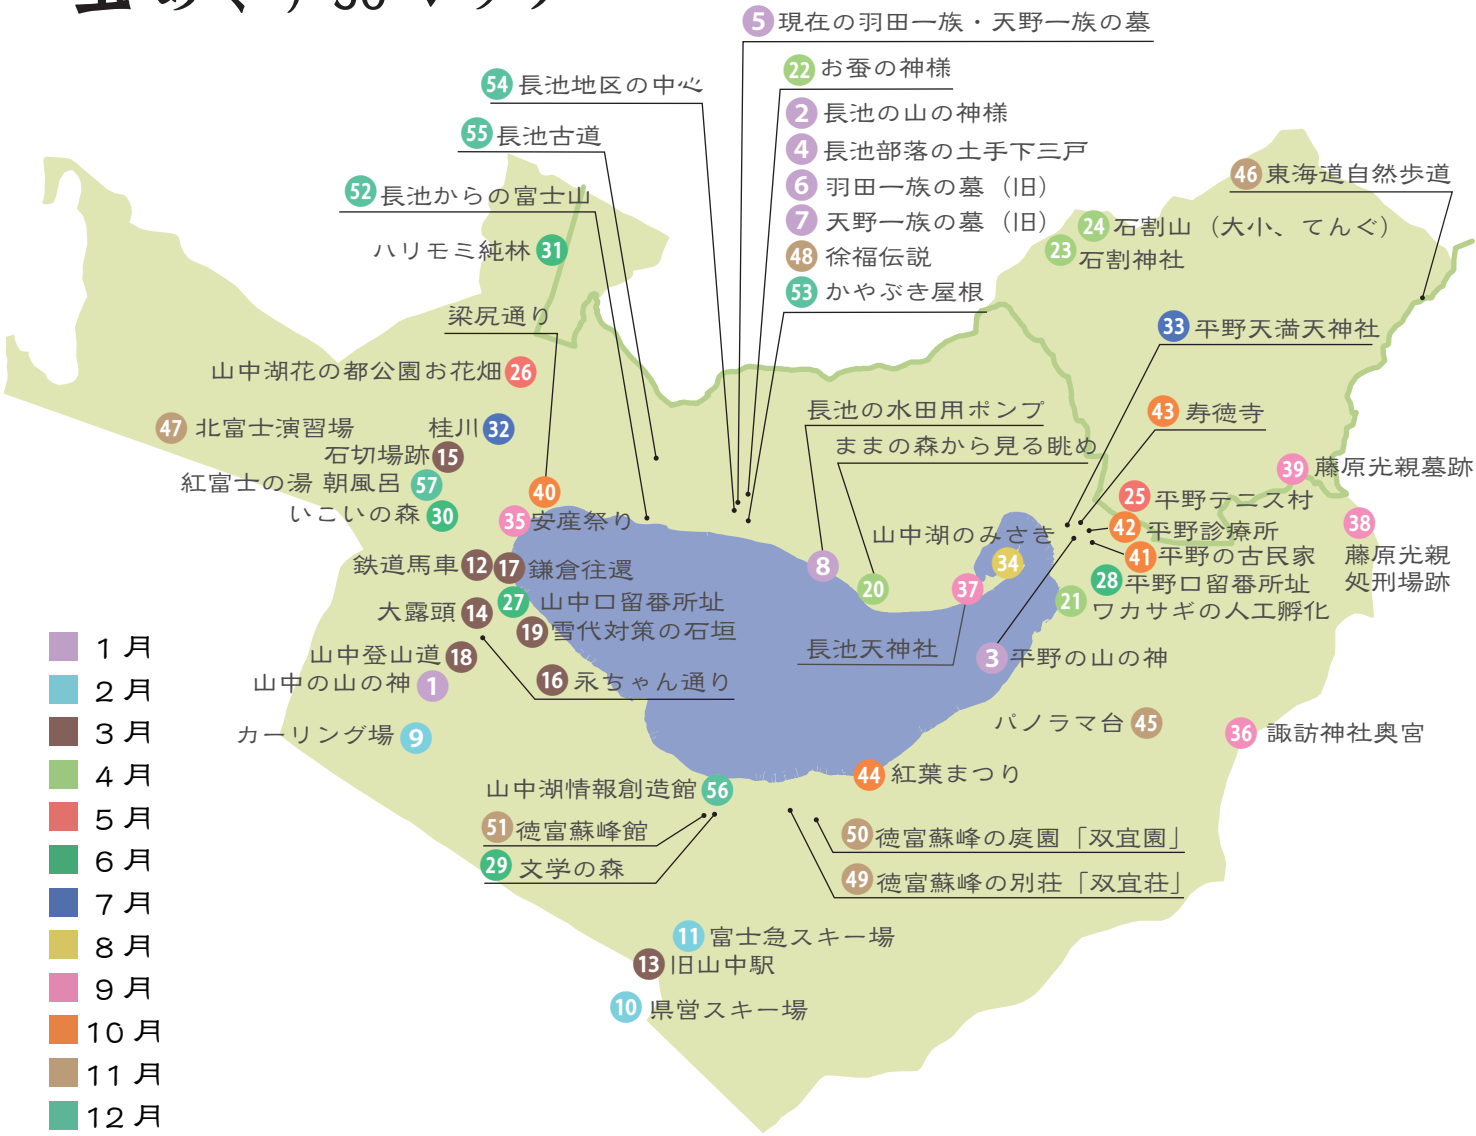 5 現在の羽田一族・天野一族の墓
22 お蚕の神様
54 長池地区の中心
2 長池の山の神様
55 長池古道
4 長池部落の土手下三戸
46 東海道自然歩道
52 長池からの富士山
6 羽田一族の墓（旧）
7 天野一族の墓（旧）
24 石割山（大小、てんぐ）
ハリモミ純林 31
48 徐福伝説
23 石割神社
53 かやぶき屋根
梁尻通り
33 平野天満天神社
山中湖花の都公園お花畑 26
長池の水田用ポンプ
43 寿徳寺
47 北富士演習場
桂川 32
ままの森から見る眺め
石切場跡 15
39 藤原光親墓跡
紅富士の湯 朝風呂 57
40
25 平野テニス村
いこいの森 30
35 安産祭り
山中湖のみさき
34
42 平野診療所
38
藤原光親
処刑場跡
41 平野の古民家
鉄道馬車 12
17 鎌倉往還
8
28 平野口留番所址
20
37
大露頭 14
27 山中口留番所址
21 ワカサギの人工孵化
19 雪代対策の石垣
長池天神社
山中登山道 18
3 平野の山の神
山中の山の神 1
16 永ちゃん通り
カーリング場 9
パノラマ台 45
36 諏訪神社奥宮
44 紅葉まつり
山中湖情報創造館 56
51 徳富蘇峰館
50 徳富蘇峰の庭園「双宜園」
29 文学の森
49 徳富蘇峰の別荘「双宜荘」
11 富士急スキー場
13 旧山中駅
10 県営スキー場
1月
2月
3月
4月
5月
6月
7月
8月
9月
10月
11月
12月